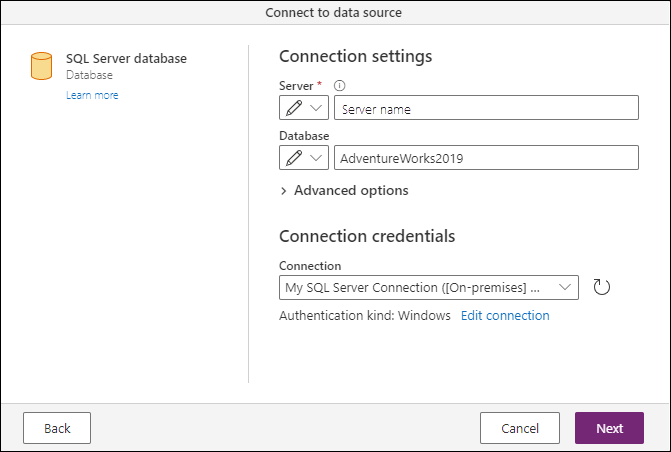 Connect to data source
SQL Server database
Database
Learn more
Connection settings
Server *
Server name
Database
AdventureWorks2019
Advanced options
Connection credentials
Connection
My SQL Server Connection ([On-premises] ...
Authentication kind: Windows Edit connection
Back
Cancel
Next